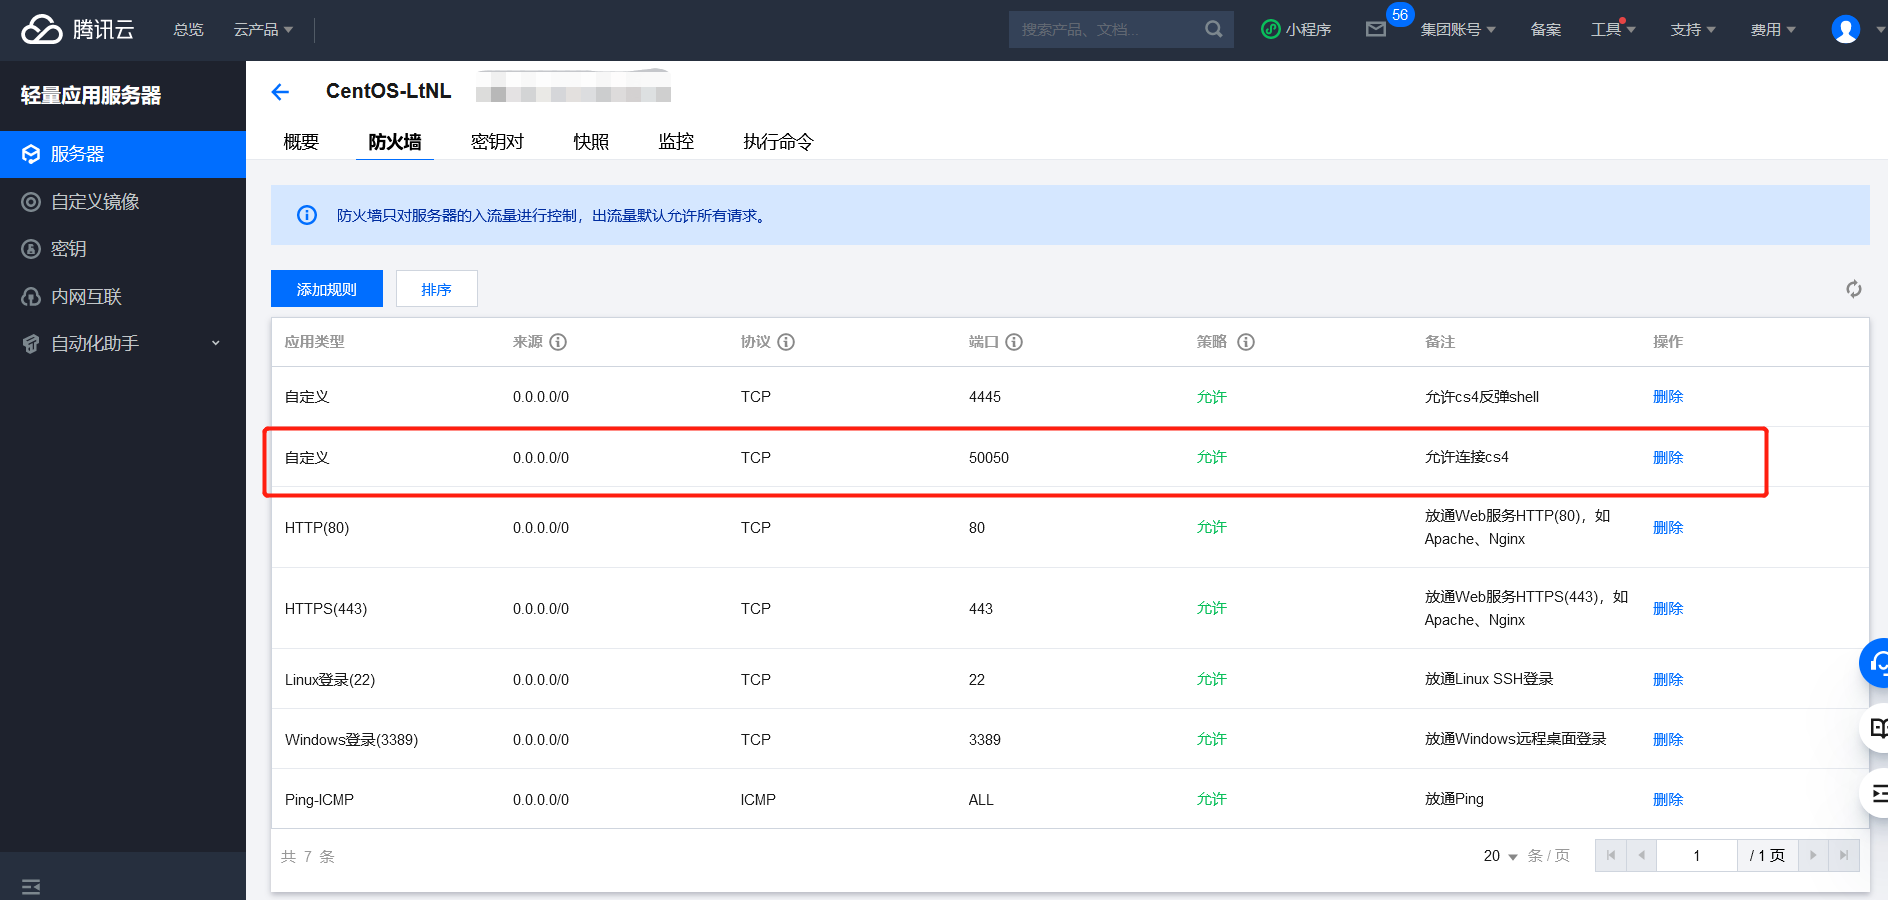 腾讯云 总览 云产品 搜索产品、文档... 小程序 56 集团账号 备案 工具 支持 费用
轻量应用服务器
服务器
自定义镜像
密钥
内网互联
自动化助手
CentOS-LtNL
概要 防火墙 密钥对 快照 监控 执行命令
防火墙只对服务器的入流量进行控制，出流量默认允许所有请求。
添加规则 排序
应用类型 来源 协议 端口 策略 备注 操作
自定义 0.0.0.0/0 TCP 4445 允许 允许cs4反弹shell 删除
自定义 0.0.0.0/0 TCP 50050 允许 允许连接cs4 删除
HTTP(80) 0.0.0.0/0 TCP 80 允许 放通Web服务HTTP(80)，如
Apache、Nginx 删除
HTTPS(443) 0.0.0.0/0 TCP 443 允许 放通Web服务HTTPS(443)，如
Apache、Nginx 删除
Linux登录(22) 0.0.0.0/0 TCP 22 允许 放通Linux SSH登录 删除
Windows登录(3389) 0.0.0.0/0 TCP 3389 允许 放通Windows远程桌面登录 删除
Ping-ICMP 0.0.0.0/0 ICMP ALL 允许 放通Ping 删除
共 7 条 20 条 / 页 1 / 1 页